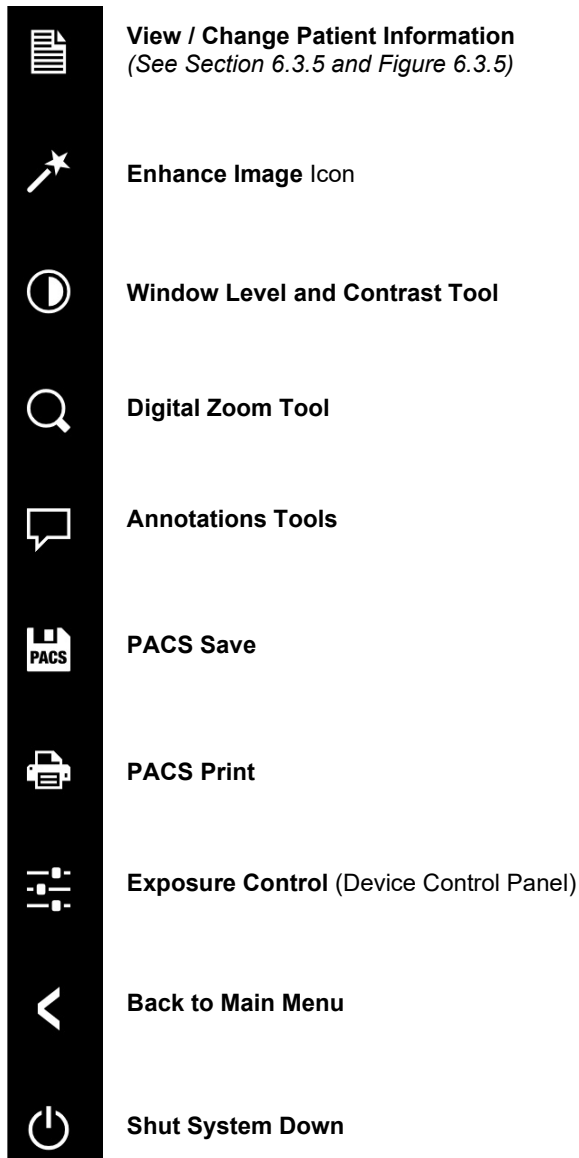 View / Change Patient Information
(See Section 6.3.5 and Figure 6.3.5)
Enhance Image Icon
Window Level and Contrast Tool
Digital Zoom Tool
Annotations Tools
PACS
PACS Save
PACS Print
Exposure Control (Device Control Panel)
Back to Main Menu
Shut System Down